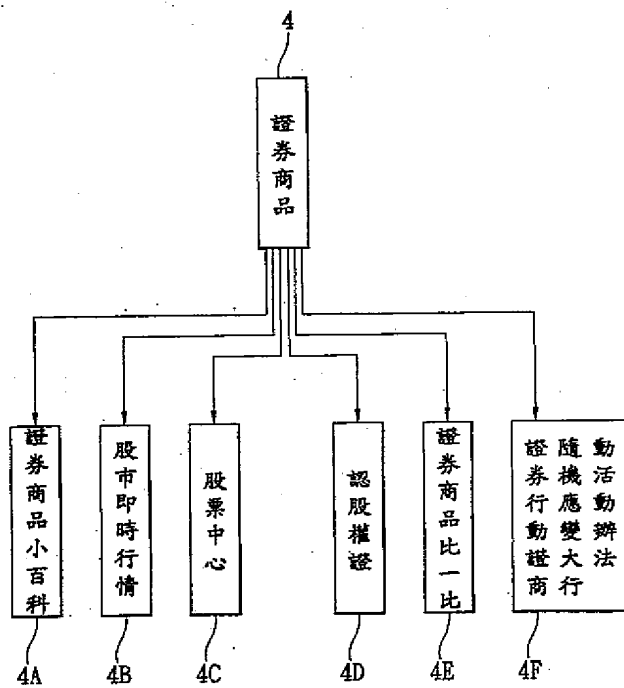 4
證券商品
證券商品小百科
股市即時行情
股票中心
認股權證
證券商品比一比
證券行動證商
隨機應變大行
動活動辦法
4A
4B
4C
4D
4E
4F